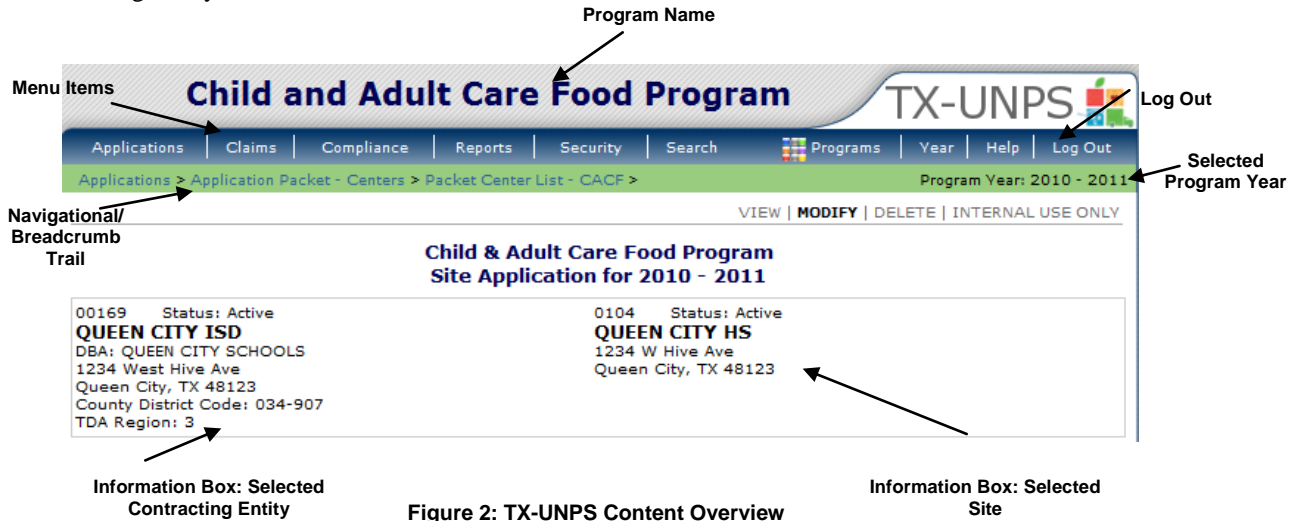 Program Name
Menu Items
Child and Adult Care Food Program
TX-UNPS
Log Out
Applications | Claims | Compliance | Reports | Security | Search Programs | Year | Help | Log Out
Selected
Program Year
Applications > Application Packet - Centers > Packet Center List - CACF > Program Year: 2010 - 2011
Navigational/
Breadcrumb
Trail
VIEW | MODIFY | DELETE | INTERNAL USE ONLY
Child & Adult Care Food Program
Site Application for 2010 - 2011
00169 Status: Active
QUEEN CITY ISD
DBA: QUEEN CITY SCHOOLS
1234 West Hive Ave
Queen City, TX 48123
County District Code: 034-907
TDA Region: 3
0104 Status: Active
QUEEN CITY HS
1234 W Hive Ave
Queen City, TX 48123
Information Box: Selected
Contracting Entity
Information Box: Selected
Site
Figure 2: TX-UNPS Content Overview